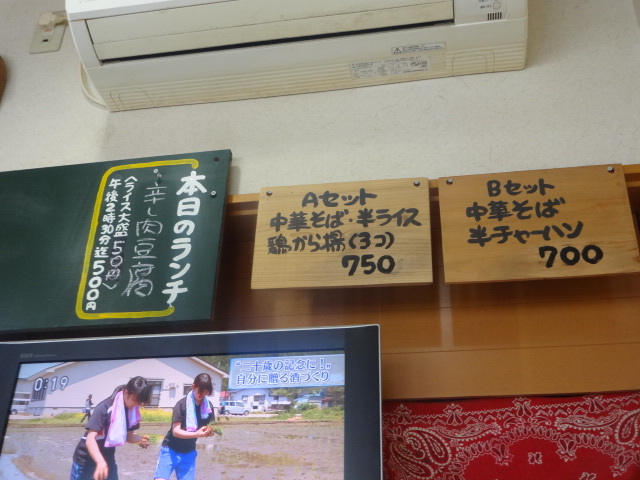 本日のランチ
辛し肉豆腐
(ライス大盛50円)
午後2時30分迄 500円
Aセット
中華そば・半ライス
鶏から揚(3コ)
750
Bセット
中華そば
半チャーハン
700
0:19
"二十歳の記念に!"
自分に贈る酒づくり